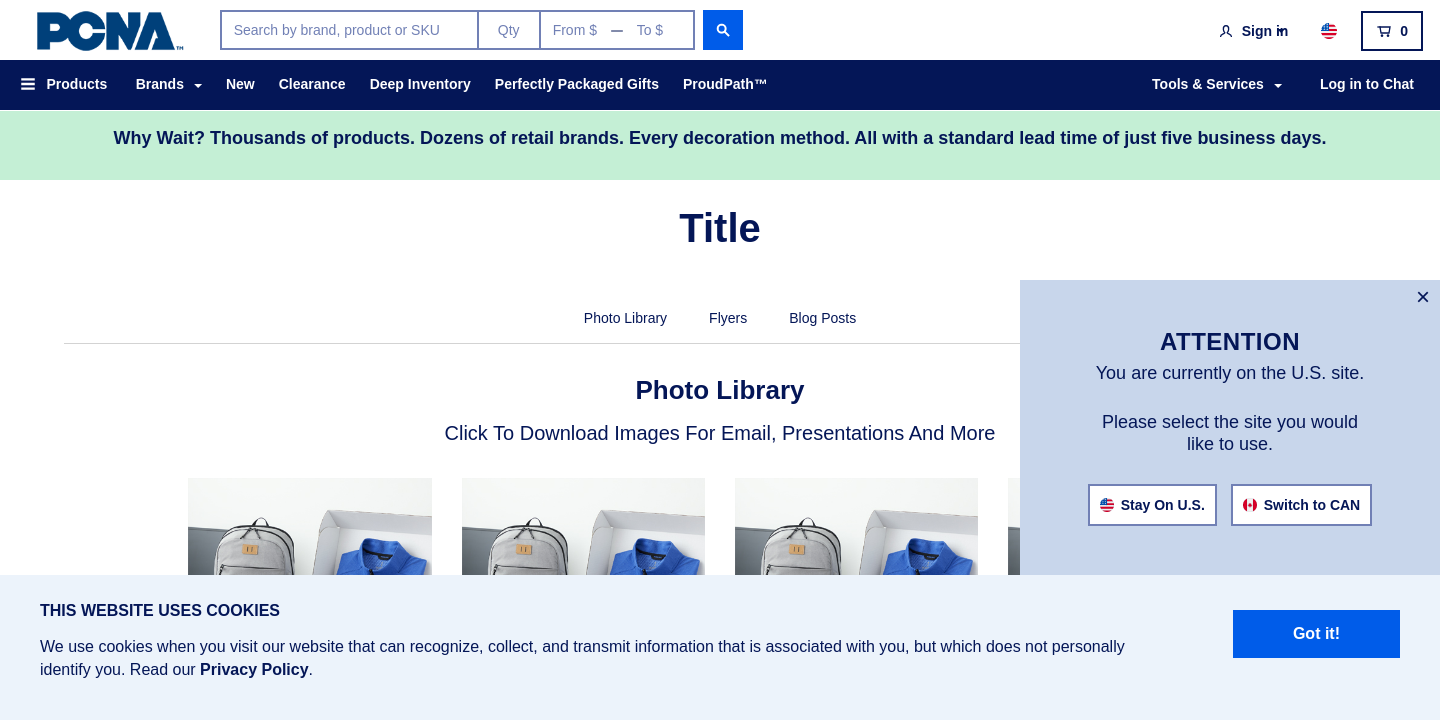 PCNA™
Search by brand, product or SKU
Qty
From $ — To $
Sign in
0
Products
Brands
New
Clearance
Deep Inventory
Perfectly Packaged Gifts
ProudPath™
Tools & Services
Log in to Chat
Why Wait? Thousands of products. Dozens of retail brands. Every decoration method. All with a standard lead time of just five business days.
Title
Photo Library
Flyers
Blog Posts
Photo Library
Click To Download Images For Email, Presentations And More
ATTENTION
You are currently on the U.S. site.
Please select the site you would
like to use.
Stay On U.S.
Switch to CAN
THIS WEBSITE USES COOKIES
We use cookies when you visit our website that can recognize, collect, and transmit information that is associated with you, but which does not personally
identify you. Read our Privacy Policy.
Got it!